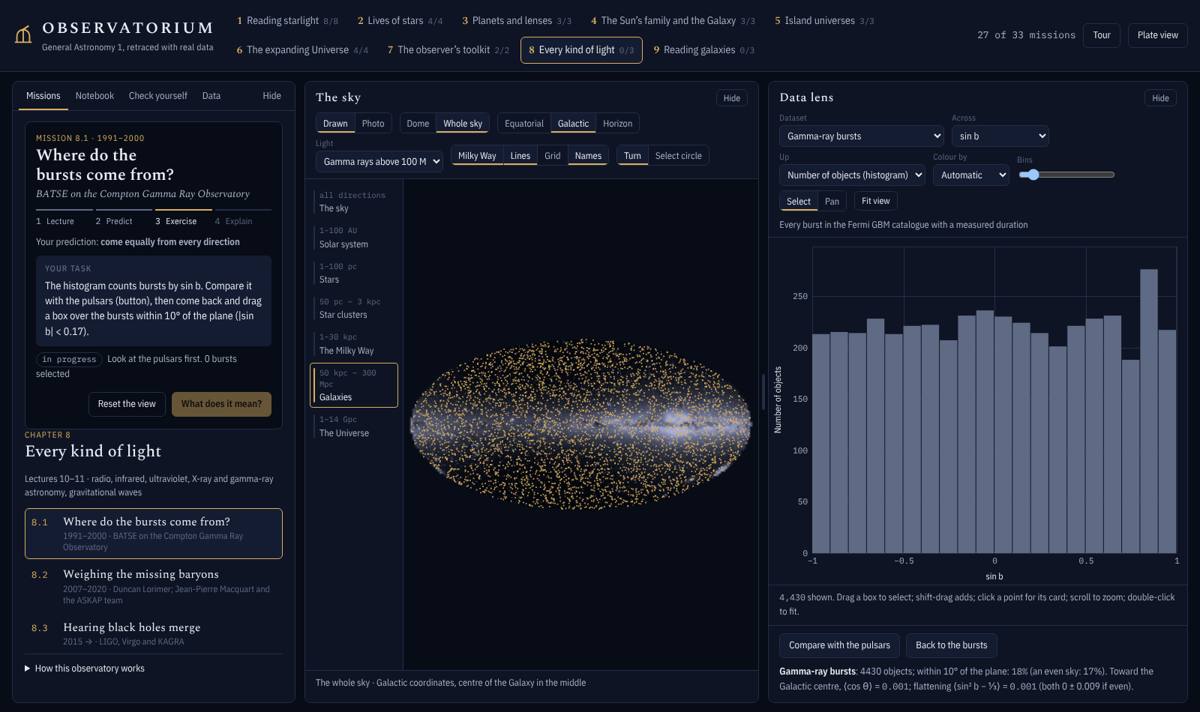 OBSERVATORIUM
General Astronomy 1, retraced with real data
1 Reading starlight 8/8
2 Lives of stars 4/4
3 Planets and lenses 3/3
4 The Sun's family and the Galaxy 3/3
5 Island universes 3/3
6 The expanding Universe 4/4
7 The observer's toolkit 2/2
8 Every kind of light 0/3
9 Reading galaxies 0/3
27 of 33 missions
Tour
Plate view
Missions
Notebook
Check yourself
Data
Hide
MISSION 8.1 · 1991–2000
Where do the
bursts come from?
BATSE on the Compton Gamma Ray Observatory
1 Lecture
2 Predict
3 Exercise
4 Explain
Your prediction: come equally from every direction
YOUR TASK
The histogram counts bursts by sin b. Compare it
with the pulsars (button), then come back and drag
a box over the bursts within 10° of the plane (|sin
b| < 0.17).
in progress Look at the pulsars first. 0 bursts
selected
Reset the view
What does it mean?
CHAPTER 8
Every kind of light
Lectures 10–11 · radio, infrared, ultraviolet, X-ray and gamma-ray
astronomy, gravitational waves
8.1 Where do the bursts come from?
1991–2000 · BATSE on the Compton Gamma Ray
Observatory
8.2 Weighing the missing baryons
2007–2020 · Duncan Lorimer; Jean-Pierre Macquart and
the ASKAP team
8.3 Hearing black holes merge
2015 → · LIGO, Virgo and KAGRA
▶ How this observatory works
The sky
Hide
Drawn
Photo
Dome
Whole sky
Equatorial
Galactic
Horizon
Light
Gamma rays above 100 M
Milky Way
Lines
Grid
Names
Turn
Select circle
all directions
The sky
1–100 AU
Solar system
1–100 pc
Stars
50 pc – 3 kpc
Star clusters
1–30 kpc
The Milky Way
50 kpc – 300
Mpc
Galaxies
1–14 Gpc
The Universe
The whole sky · Galactic coordinates, centre of the Galaxy in the middle
Data lens
Hide
Dataset
Across
Gamma-ray bursts
sin b
Up
Colour by
Bins
Number of objects (histogram)
Automatic
Select
Pan
Fit view
Every burst in the Fermi GBM catalogue with a measured duration
Number of objects
250
200
150
100
50
0
−1
−0.5
0
0.5
1
sin b
4,430 shown. Drag a box to select; shift-drag adds; click a point for its card; scroll to zoom; double-click
to fit.
Compare with the pulsars
Back to the bursts
Gamma-ray bursts: 4430 objects; within 10° of the plane: 18% (an even sky: 17%). Toward the
Galactic centre, ⟨cos θ⟩ = 0.001; flattening ⟨sin² b − ⅓⟩ = 0.001 (both 0 ± 0.009 if even).